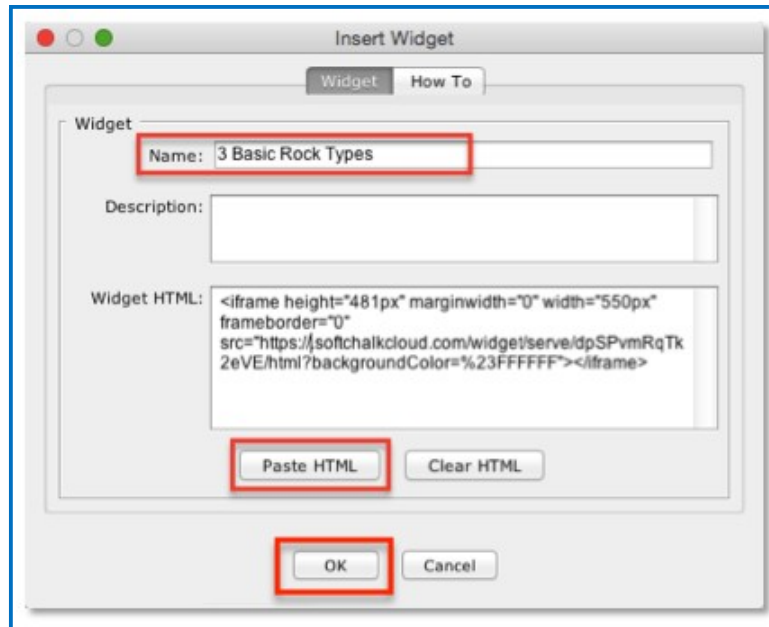 Insert Widget
Widget How To
Widget
Name: 3 Basic Rock Types
Description:
Widget HTML: <iframe height="481px" marginwidth="0" width="550px"
frameborder="0"
src="https://.softchalkcloud.com/widget/serve/dpSPvmRqTk
2eVE/html?backgroundColor=%23FFFFFF"></iframe>
Paste HTML Clear HTML
OK Cancel